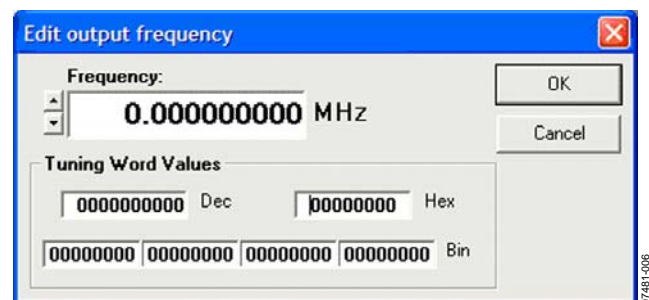 Edit output frequency
Frequency:
0.000000000 MHz
OK
Cancel
Tuning Word Values
0000000000 Dec
00000000 Hex
00000000 00000000 00000000 00000000 Bin
7481-006